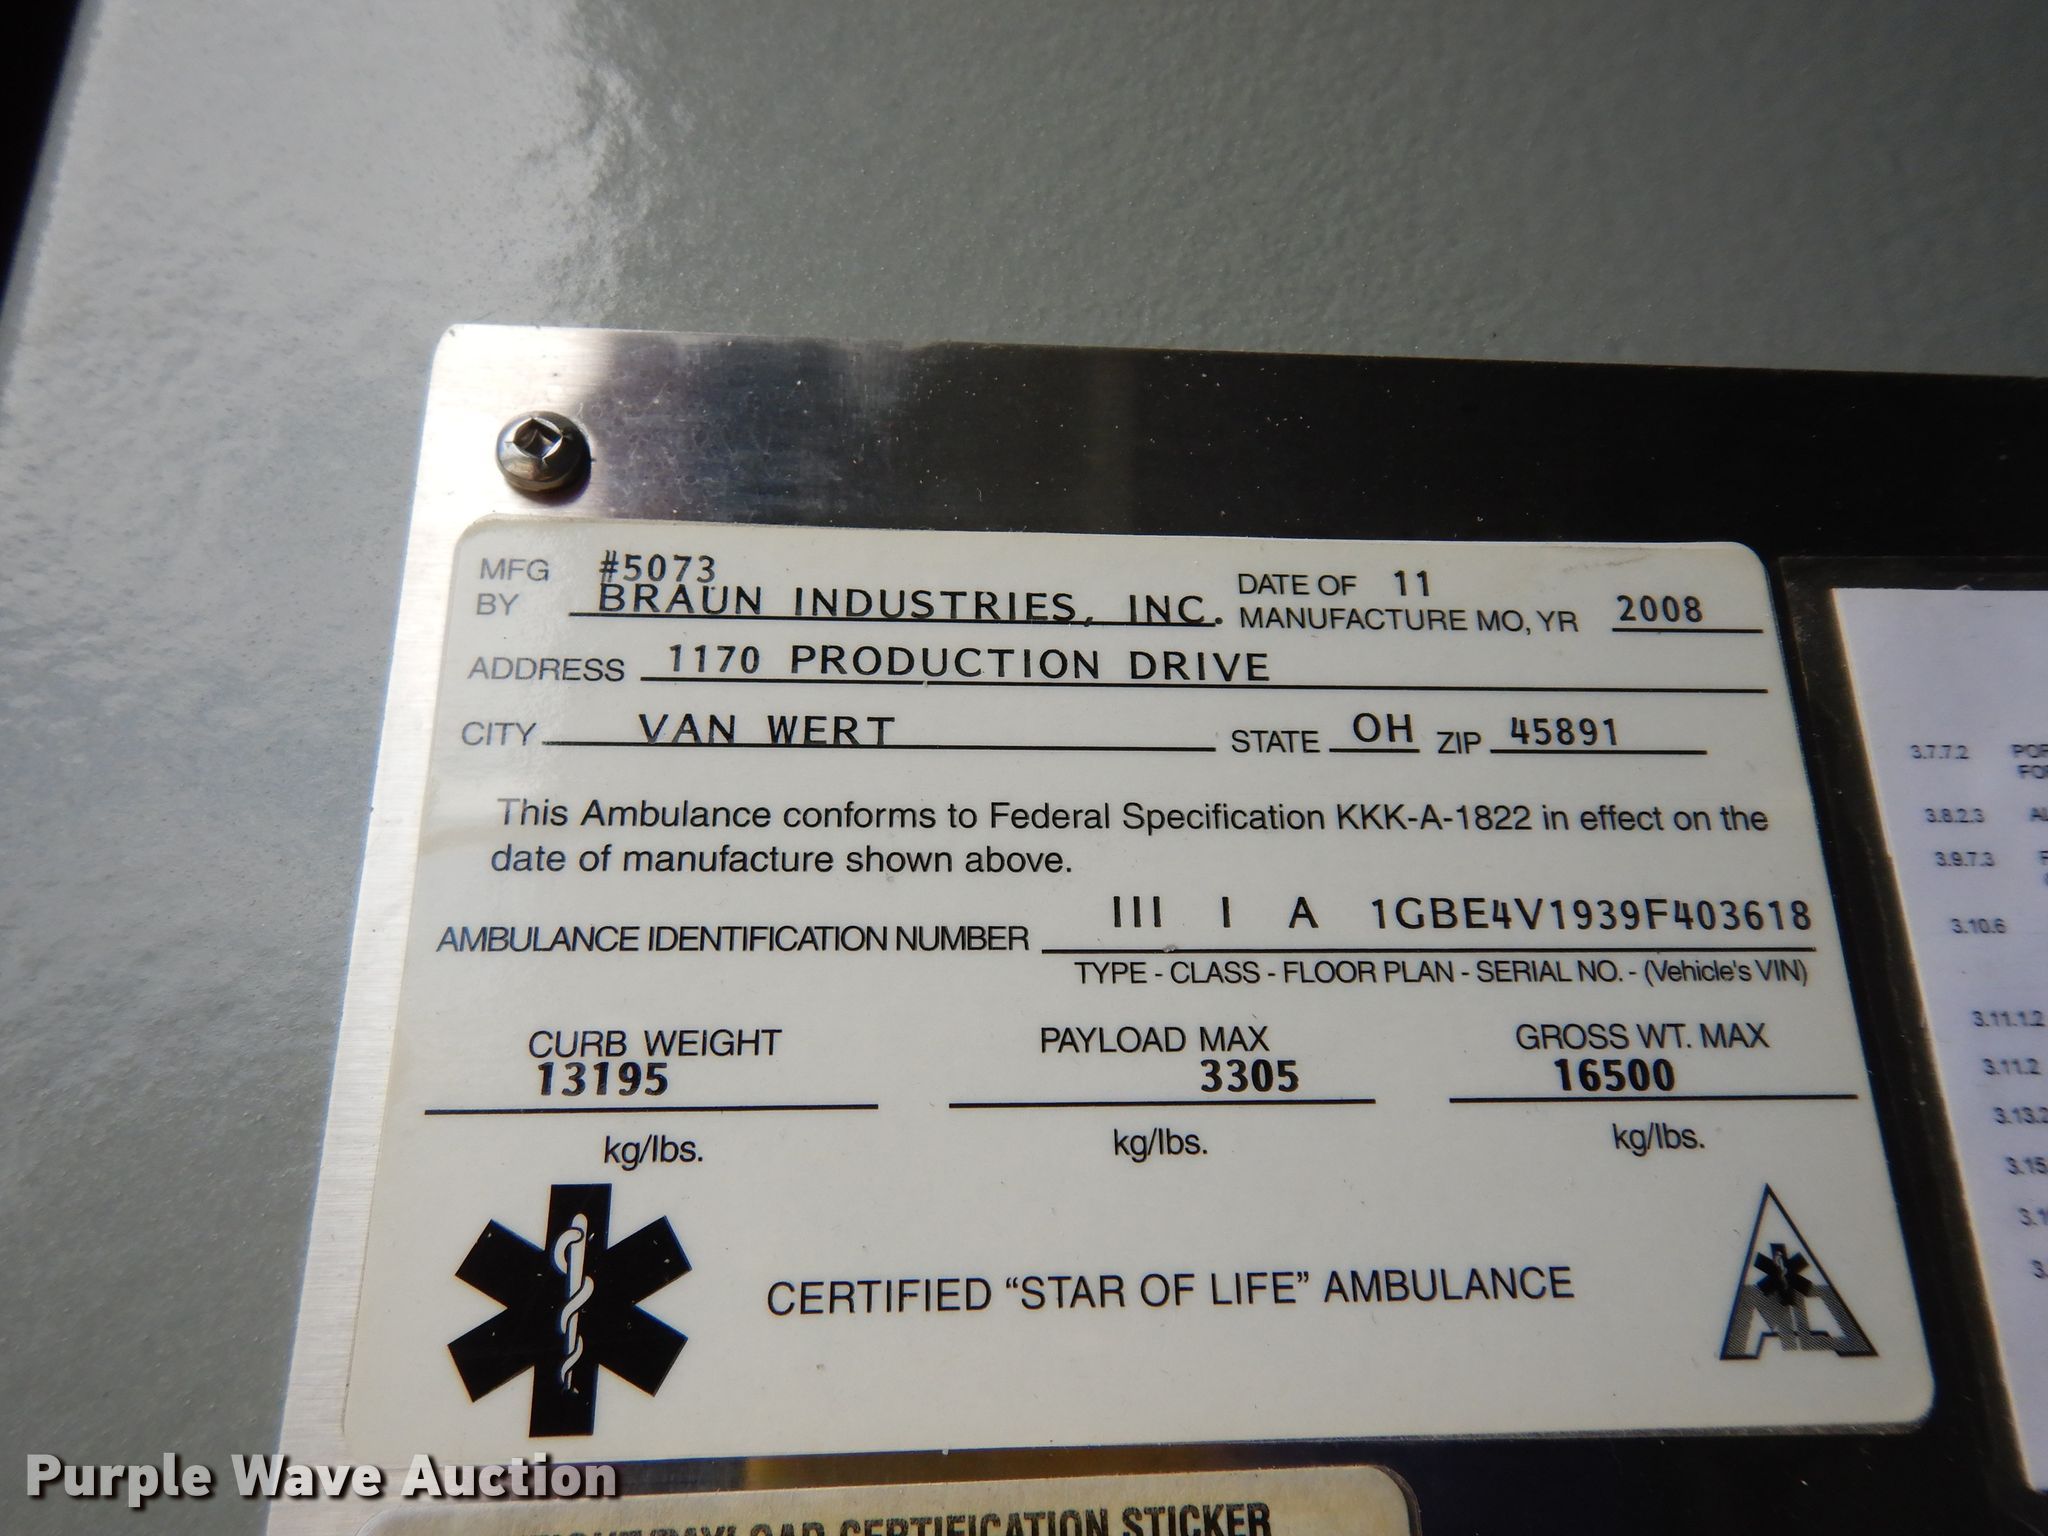 MFG #5073
BY BRAUN INDUSTRIES, INC.
DATE OF 11
MANUFACTURE MO, YR 2008
ADDRESS 1170 PRODUCTION DRIVE
CITY VAN WERT STATE OH ZIP 45891
This Ambulance conforms to Federal Specification KKK-A-1822 in effect on the
date of manufacture shown above.
AMBULANCE IDENTIFICATION NUMBER III I A 1GBE4V1939F403618
TYPE - CLASS - FLOOR PLAN - SERIAL NO. - (Vehicle's VIN)
CURB WEIGHT PAYLOAD MAX GROSS WT. MAX
13195 3305 16500
kg/lbs. kg/lbs. kg/lbs.
CERTIFIED “STAR OF LIFE” AMBULANCE
3.7.7.2
3.8.2.3
3.9.7.3
3.10.6
3.11.1.2
3.11.2
CERTIFICATION STICKER
Purple Wave Auction